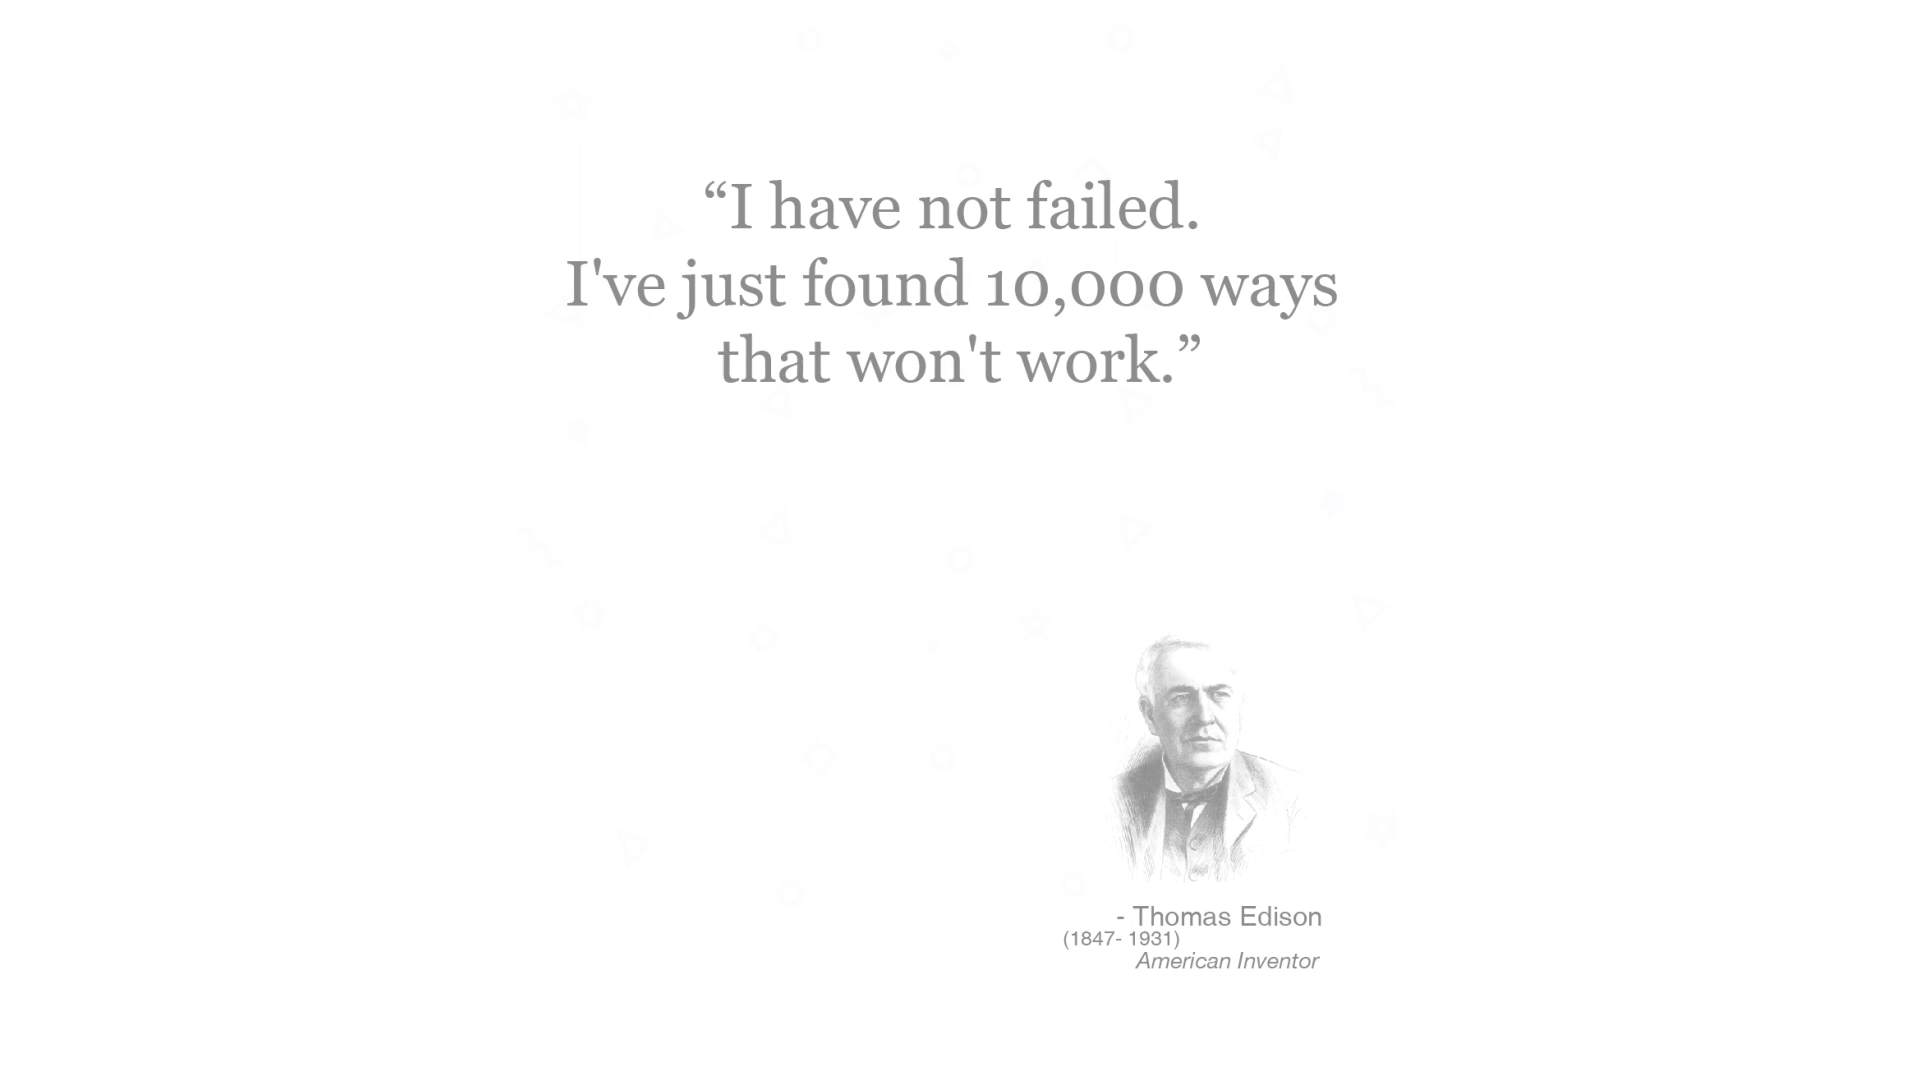 “I have not failed.
I've just found 10,000 ways
that won't work.”
- Thomas Edison
(1847- 1931)
American Inventor